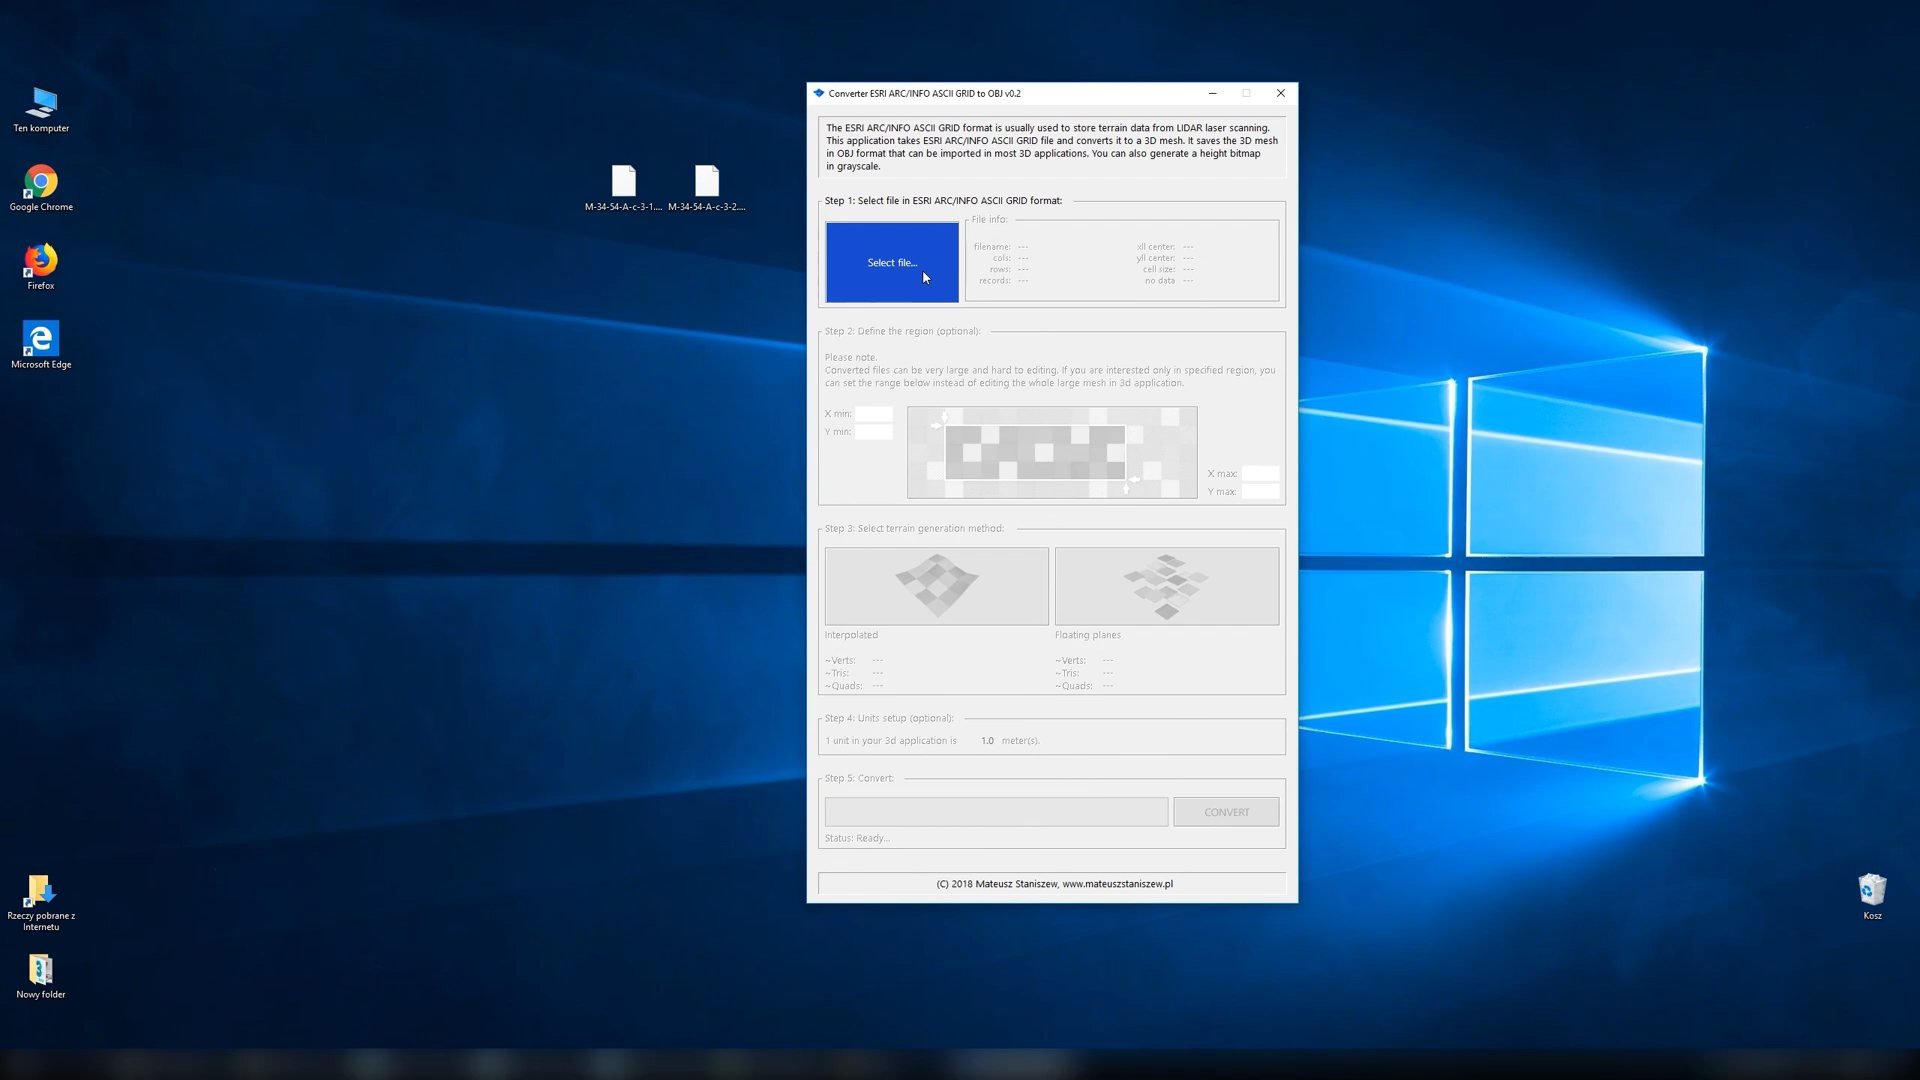 Ten komputer
Google Chrome
Firefox
Microsoft Edge
Rzeczy pobrane z
Internetu
Nowy folder
M-34-54-A-c-3-1....
M-34-54-A-c-3-2....
Converter ESRI ARC/INFO ASCII GRID to OBJ v0.2
The ESRI ARC/INFO ASCII GRID format is usually used to store terrain data from LIDAR laser scanning.
This application takes ESRI ARC/INFO ASCII GRID file and converts it to a 3D mesh. It saves the 3D mesh
in OBJ format that can be imported in most 3D applications. You can also generate a height bitmap
in grayscale.
Step 1: Select file in ESRI ARC/INFO ASCII GRID format:
Select file...
File info:
filename: ---
cols: ---
rows: ---
records: ---
xll center: ---
yll center: ---
cell size: ---
no data ---
Step 2: Define the region (optional):
Please note.
Converted files can be very large and hard to editing. If you are interested only in specified region, you
can set the range below instead of editing the whole large mesh in 3d application.
X min:
Y min:
X max:
Y max:
Step 3: Select terrain generation method:
Interpolated
~Verts: ---
~Tris: ---
~Quads: ---
Floating planes
~Verts: ---
~Tris: ---
~Quads: ---
Step 4: Units setup (optional):
1 unit in your 3d application is 1.0 meter(s).
Step 5: Convert:
CONVERT
Status: Ready...
(C) 2018 Mateusz Staniszew, www.mateuszstaniszew.pl
Kosz